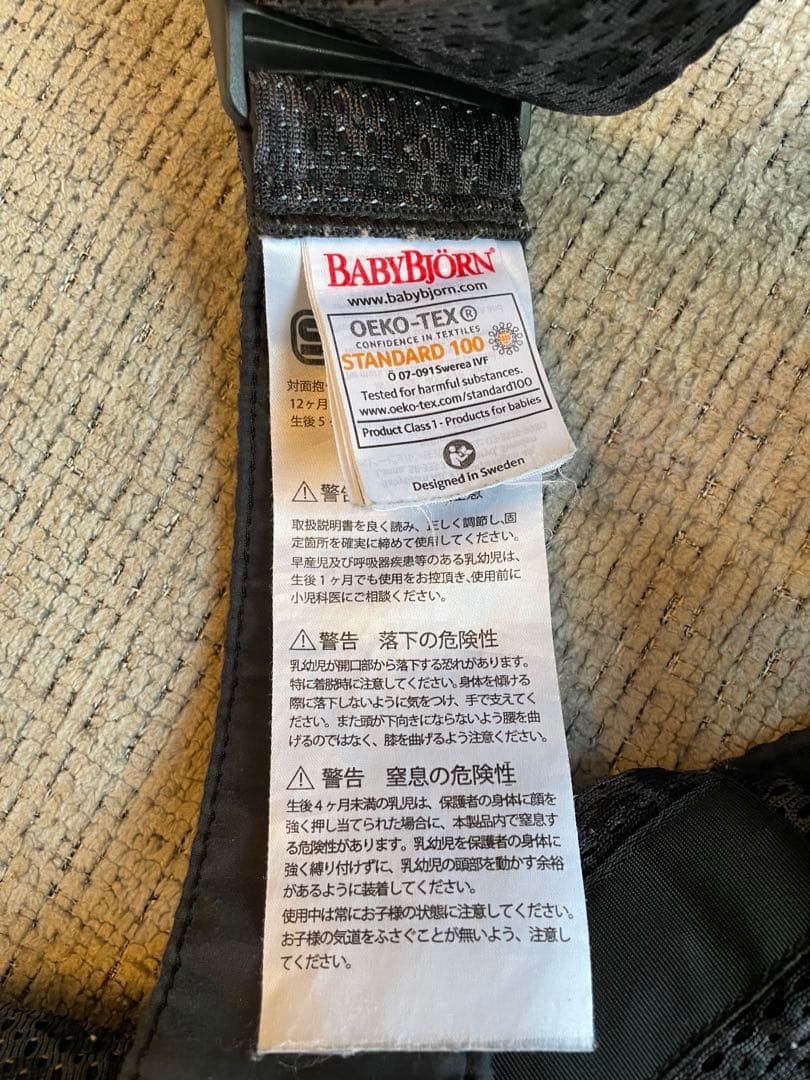 BABYBJÖRN®
www.babybjorn.com
OEKO-TEX®
CONFIDENCE IN TEXTILES
STANDARD 100
Ö 07-091 Swerea IVF
Tested for harmful substances.
www.oeko-tex.com/standard100
Product Class 1 - Products for babies
Designed in Sweden
対面抱
12ヶ月
生後5
警告
取扱説明書を良く読み、正しく調節し、固
定箇所を確実に締めて使用してください。
早産児及び呼吸器疾患等のある乳幼児は、
生後1ヶ月でも使用をお控頂き、使用前に
小児科医にご相談ください。
警告 落下の危険性
乳幼児が開口部から落下する恐れがあります。
特に着脱時に注意してください。身体を傾ける
際に落下しないように気をつけ、手で支えてく
ださい。また頭が下向きにならないよう腰を曲
げるのではなく、膝を曲げるよう注意ください。
警告 窒息の危険性
生後4ヶ月未満の乳児は、保護者の身体に顔を
強く押し当てられた場合に、本製品内で窒息す
る危険性があります。乳幼児を保護者の身体に
強く縛り付けずに、乳幼児の頭部を動かす余裕
があるように装着してください。
使用中は常にお子様の状態に注意してください。
お子様の気道をふさぐことが無いよう、注意し
てください。